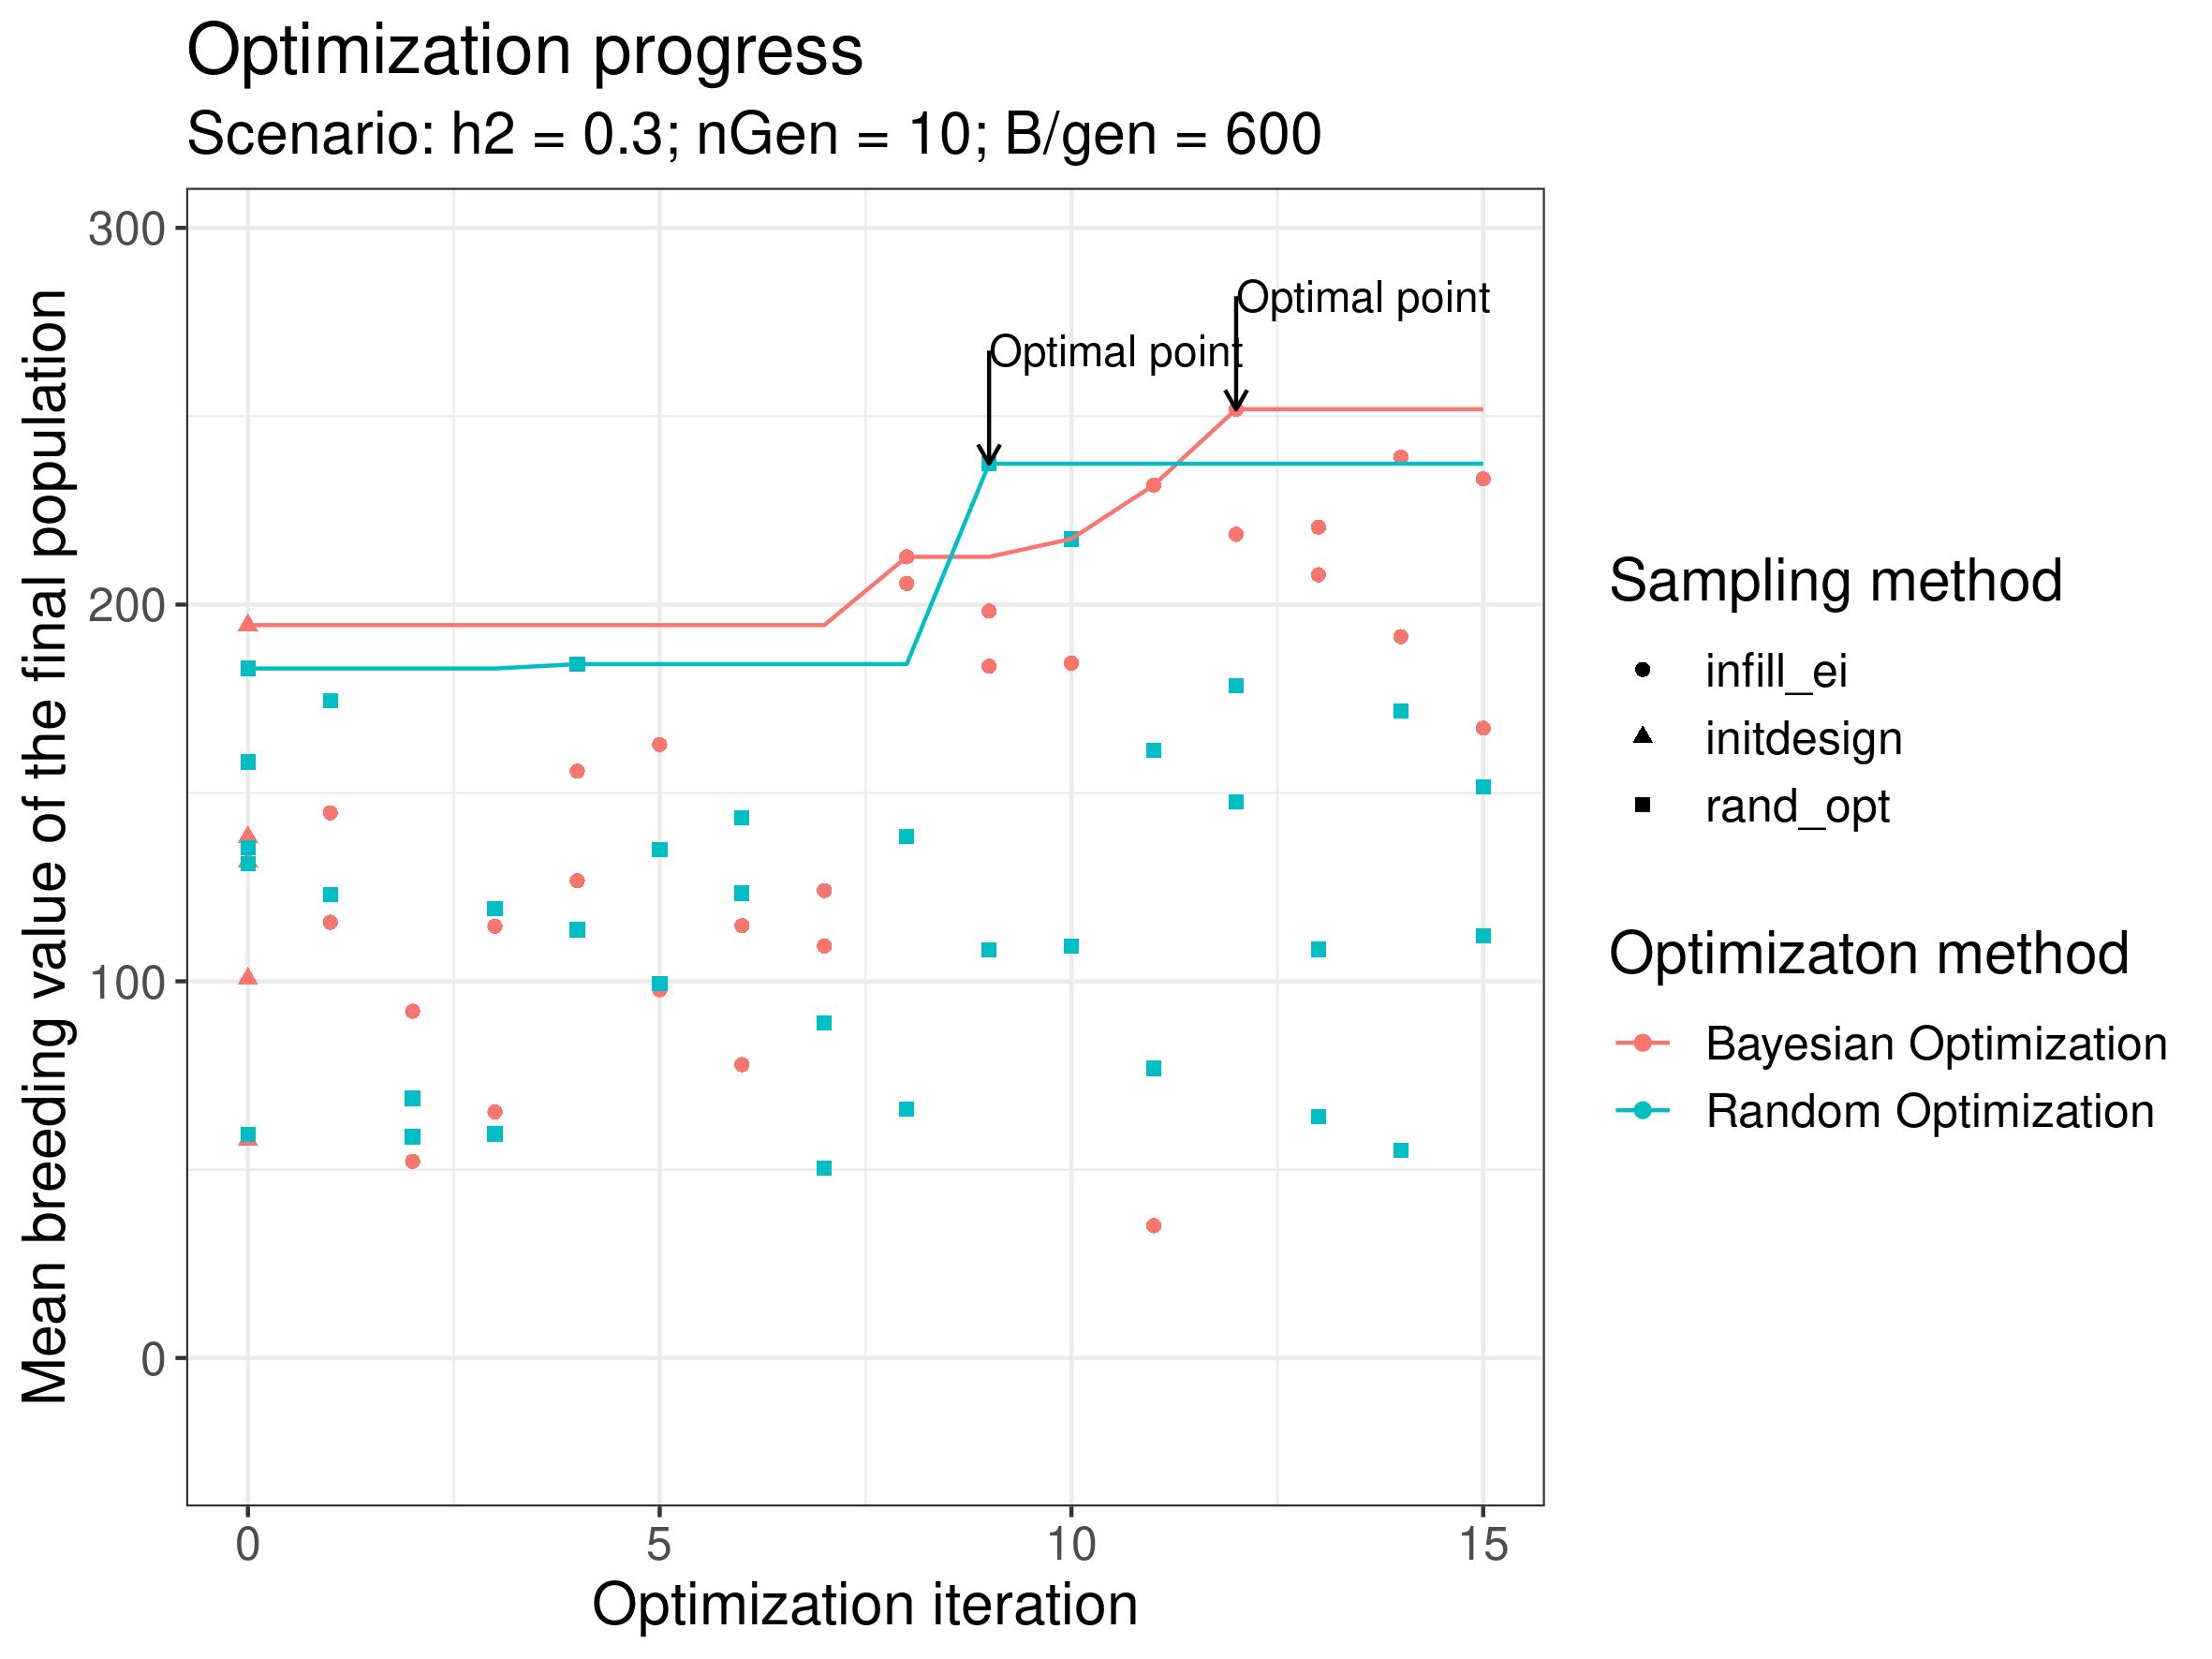 Optimization progress
Scenario: h2 = 0.3; nGen = 10; B/gen = 600
Mean breeding value of the final population
300
200
100
0
Optimal point
Optimal point
0 5 10 15
Optimization iteration
Sampling method
infill_ei
initdesign
rand_opt
Optimizaton method
Bayesian Optimization
Random Optimization